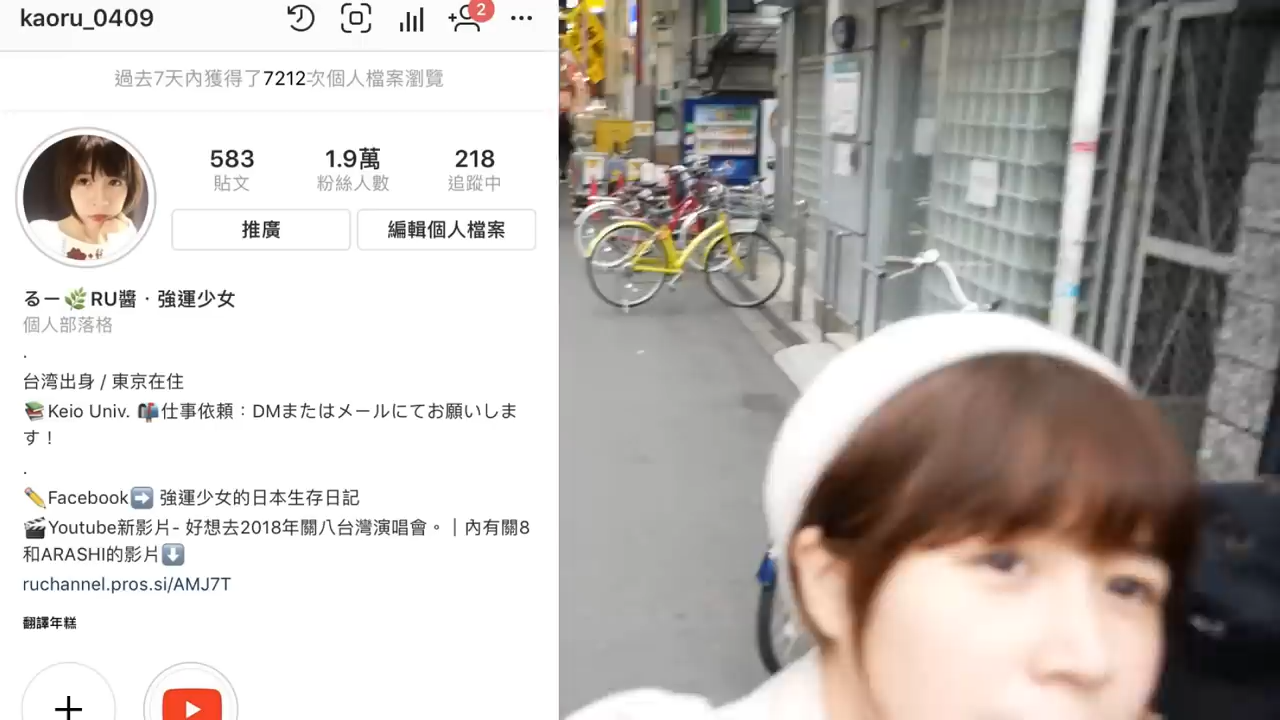 kaoru_0409
2
過去7天內獲得了7212次個人檔案瀏覽
583
1.9萬
218
貼文
粉絲人數
追蹤中
推廣
編輯個人檔案
るー🌿RU醬‧強運少女
個人部落格
.
台湾出身 / 東京在住
📚Keio Univ. 📬仕事依頼：DMまたはメールにてお願いしま
す！
.
✏️Facebook➡️ 強運少女的日本生存日記
🎬Youtube新影片- 好想去2018年關八台灣演唱會。｜內有關8
和ARASHI的影片⬇️
ruchannel.pros.si/AMJ7T
翻譯年糕